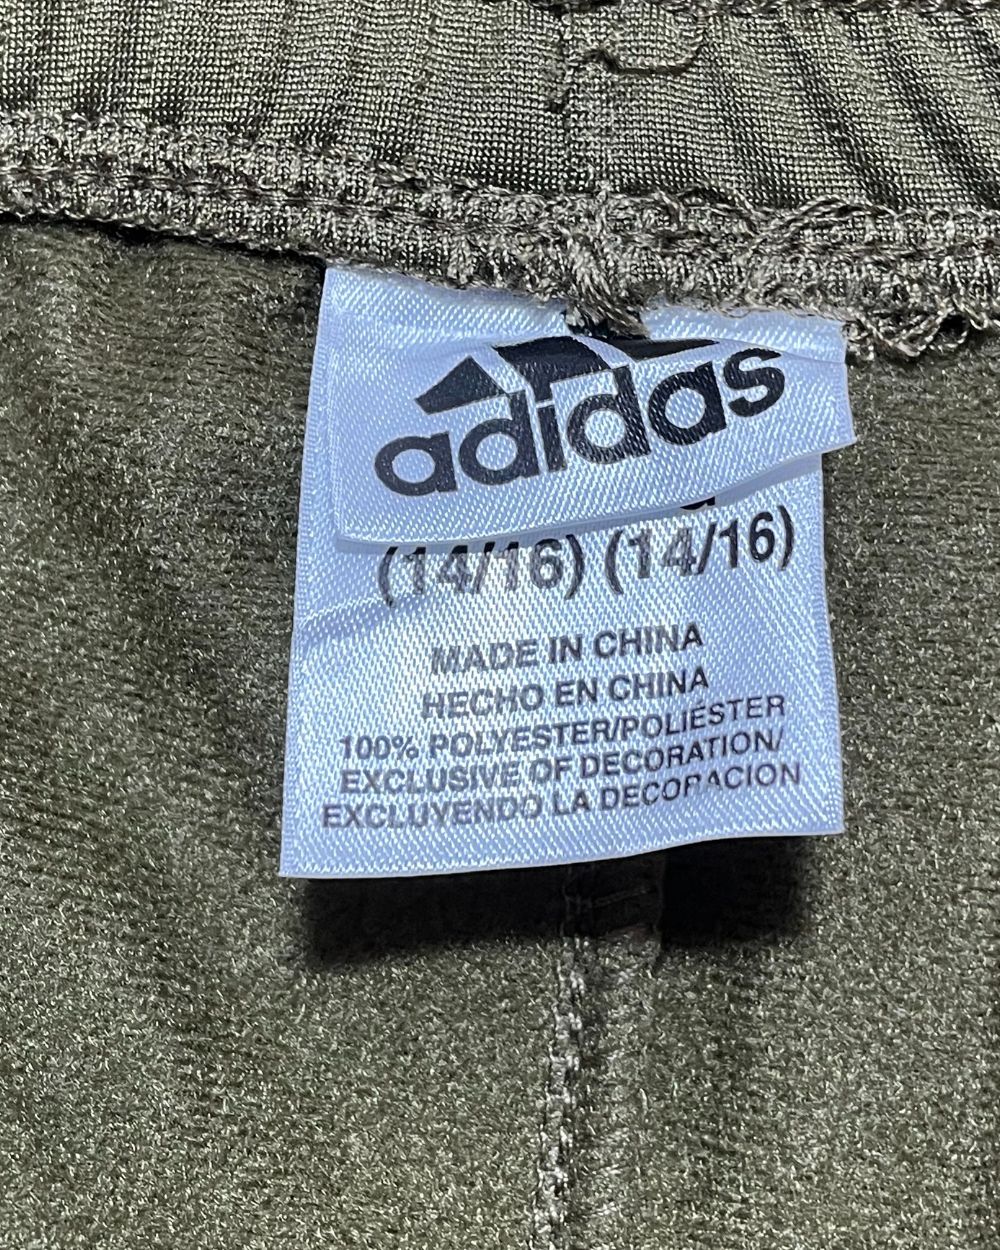 adidas
(14/16) (14/16)
MADE IN CHINA
HECHO EN CHINA
100% POLYESTER/POLIÉSTER
EXCLUSIVE OF DECORATION/
EXCLUYENDO LA DECORACION